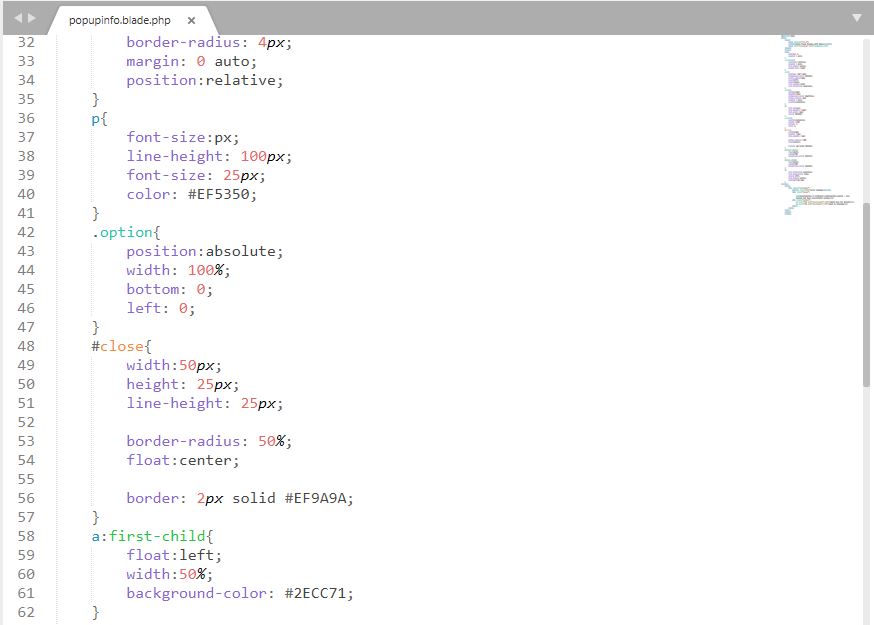 popupinfo.blade.php ×
32 border-radius: 4px;
33 margin: 0 auto;
34 position:relative;
35 }
36 p{
37 font-size:px;
38 line-height: 100px;
39 font-size: 25px;
40 color: #EF5350;
41 }
42 .option{
43 position:absolute;
44 width: 100%;
45 bottom: 0;
46 left: 0;
47 }
48 #close{
49 width:50px;
50 height: 25px;
51 line-height: 25px;
52
53 border-radius: 50%;
54 float:center;
55
56 border: 2px solid #EF9A9A;
57 }
58 a:first-child{
59 float:left;
60 width:50%;
61 background-color: #2ECC71;
62 }